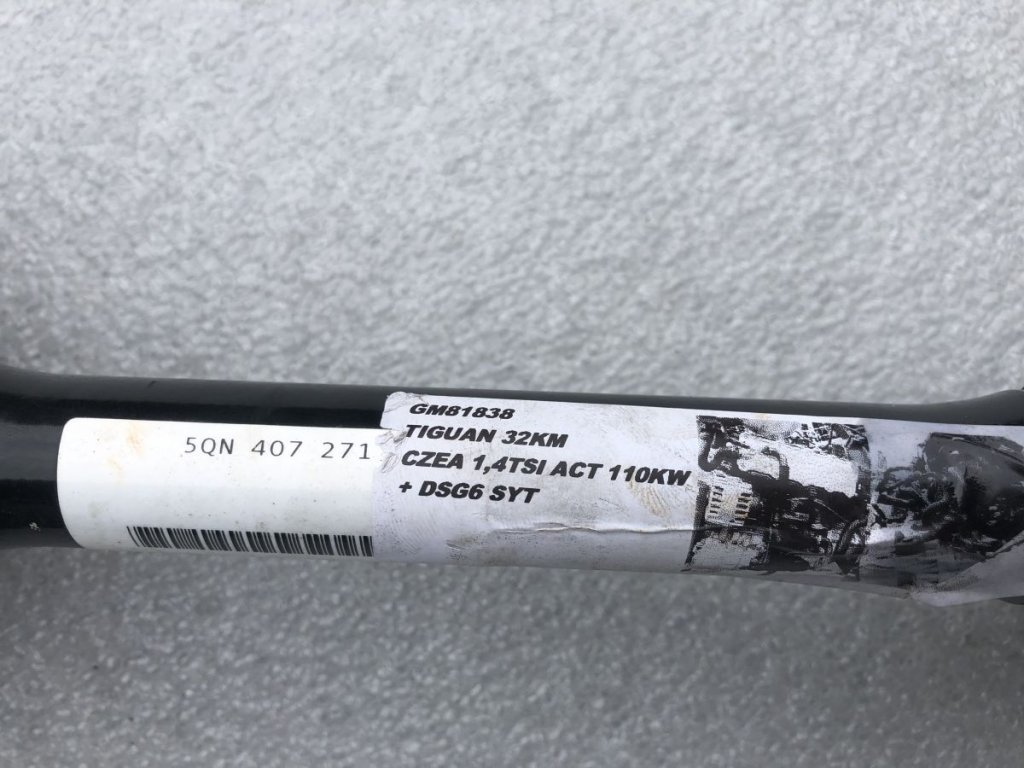 5QN 407 271
GM81838
TIGUAN 32KM
CZEA 1,4TSI ACT 110KW
+ DSG6 SYT